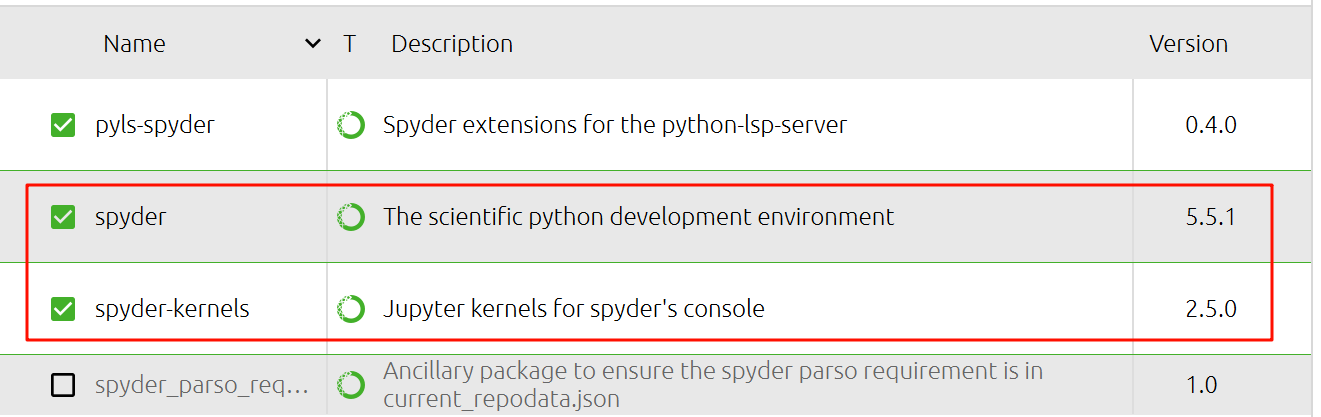 Name T Description Version
pyls-spyder Spyder extensions for the python-lsp-server 0.4.0
spyder The scientific python development environment 5.5.1
spyder-kernels Jupyter kernels for spyder's console 2.5.0
spyder_parso_req... Ancillary package to ensure the spyder parso requirement is in 1.0
current_repodata.json